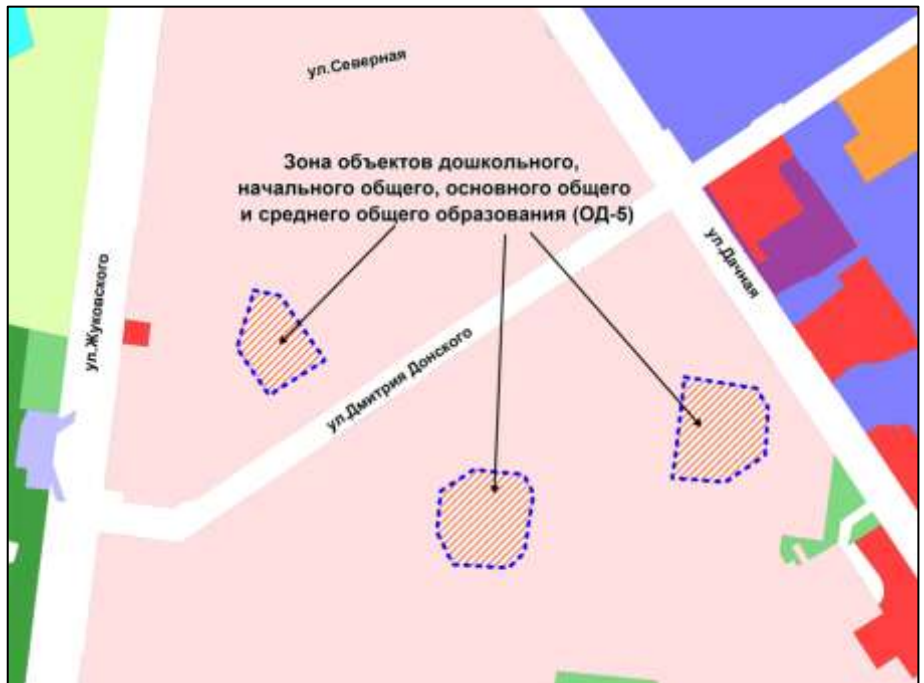 ул.Северная
Зона объектов дошкольного,
начального общего, основного общего
и среднего общего образования (ОД-5)
ул.Дачная
ул.Жуковского
ул.Дмитрия Донского